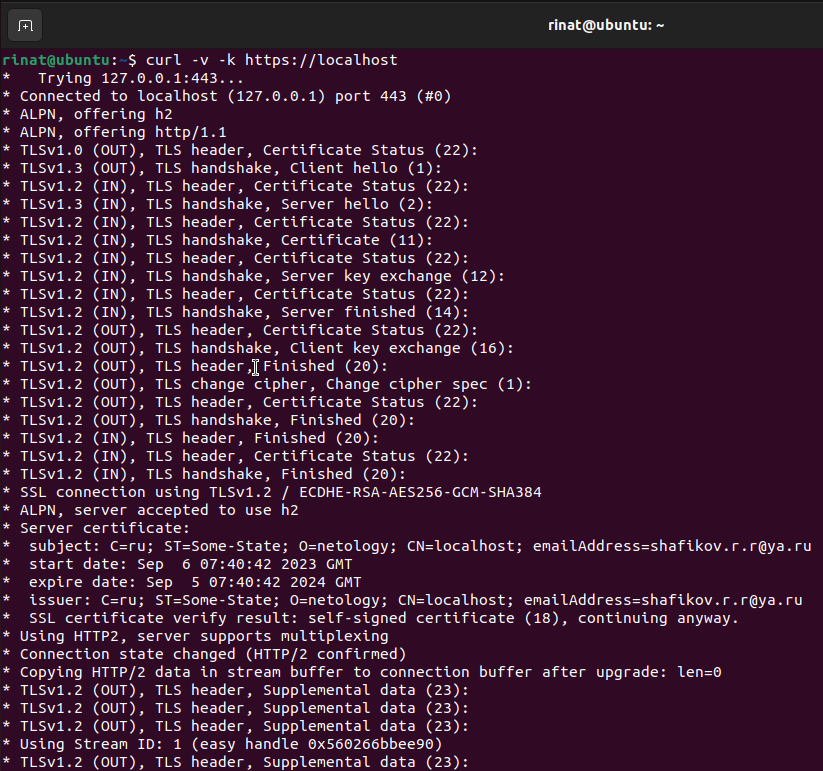 rinat@ubuntu: ~
rinat@ubuntu:~$ curl -v -k https://localhost
*   Trying 127.0.0.1:443...
* Connected to localhost (127.0.0.1) port 443 (#0)
* ALPN, offering h2
* ALPN, offering http/1.1
* TLSv1.0 (OUT), TLS header, Certificate Status (22):
* TLSv1.3 (OUT), TLS handshake, Client hello (1):
* TLSv1.2 (IN), TLS header, Certificate Status (22):
* TLSv1.3 (IN), TLS handshake, Server hello (2):
* TLSv1.2 (IN), TLS header, Certificate Status (22):
* TLSv1.2 (IN), TLS handshake, Certificate (11):
* TLSv1.2 (IN), TLS header, Certificate Status (22):
* TLSv1.2 (IN), TLS handshake, Server key exchange (12):
* TLSv1.2 (IN), TLS header, Certificate Status (22):
* TLSv1.2 (IN), TLS handshake, Server finished (14):
* TLSv1.2 (OUT), TLS header, Certificate Status (22):
* TLSv1.2 (OUT), TLS handshake, Client key exchange (16):
* TLSv1.2 (OUT), TLS header, Finished (20):
* TLSv1.2 (OUT), TLS change cipher, Change cipher spec (1):
* TLSv1.2 (OUT), TLS header, Certificate Status (22):
* TLSv1.2 (OUT), TLS handshake, Finished (20):
* TLSv1.2 (IN), TLS header, Finished (20):
* TLSv1.2 (IN), TLS header, Certificate Status (22):
* TLSv1.2 (IN), TLS handshake, Finished (20):
* SSL connection using TLSv1.2 / ECDHE-RSA-AES256-GCM-SHA384
* ALPN, server accepted to use h2
* Server certificate:
*  subject: C=ru; ST=Some-State; O=netology; CN=localhost; emailAddress=shafikov.r.r@ya.ru
*  start date: Sep  6 07:40:42 2023 GMT
*  expire date: Sep  5 07:40:42 2024 GMT
*  issuer: C=ru; ST=Some-State; O=netology; CN=localhost; emailAddress=shafikov.r.r@ya.ru
*  SSL certificate verify result: self-signed certificate (18), continuing anyway.
* Using HTTP2, server supports multiplexing
* Connection state changed (HTTP/2 confirmed)
* Copying HTTP/2 data in stream buffer to connection buffer after upgrade: len=0
* TLSv1.2 (OUT), TLS header, Supplemental data (23):
* TLSv1.2 (OUT), TLS header, Supplemental data (23):
* TLSv1.2 (OUT), TLS header, Supplemental data (23):
* Using Stream ID: 1 (easy handle 0x560266bbee90)
* TLSv1.2 (OUT), TLS header, Supplemental data (23):